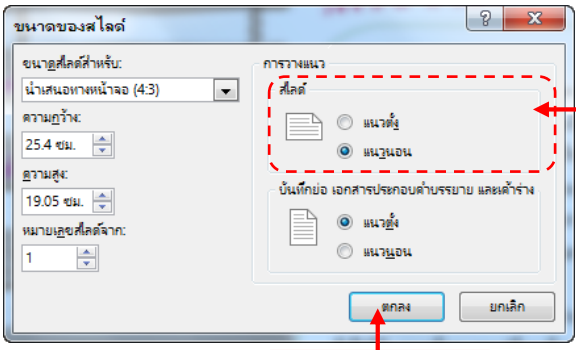 ขนาดของสไลด์
ขนาดสไลด์สำหรับ:
นำเสนอทางหน้าจอ (4:3)
ความกว้าง:
25.4 ซม.
ความสูง:
19.05 ซม.
หมายเลขสไลด์จาก:
1
การวางแนว
สไลด์
แนวตั้ง
แนวนอน
บันทึกย่อ เอกสารประกอบคำบรรยาย และเค้าร่าง
แนวตั้ง
แนวนอน
ตกลง
ยกเลิก